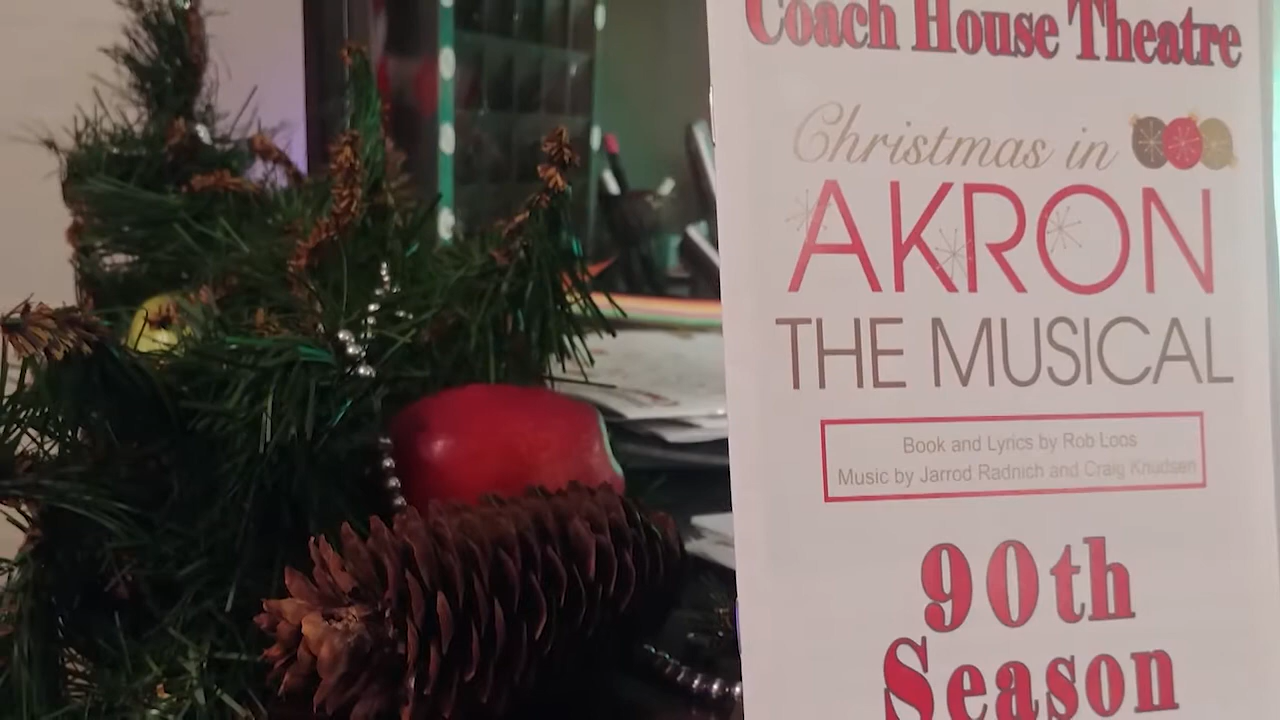 Coach House Theatre
Christmas in
AKRON
THE MUSICAL
Book and Lyrics by Rob Loos
Music by Jarrod Radnich and Craig Knudsen
90th
Season